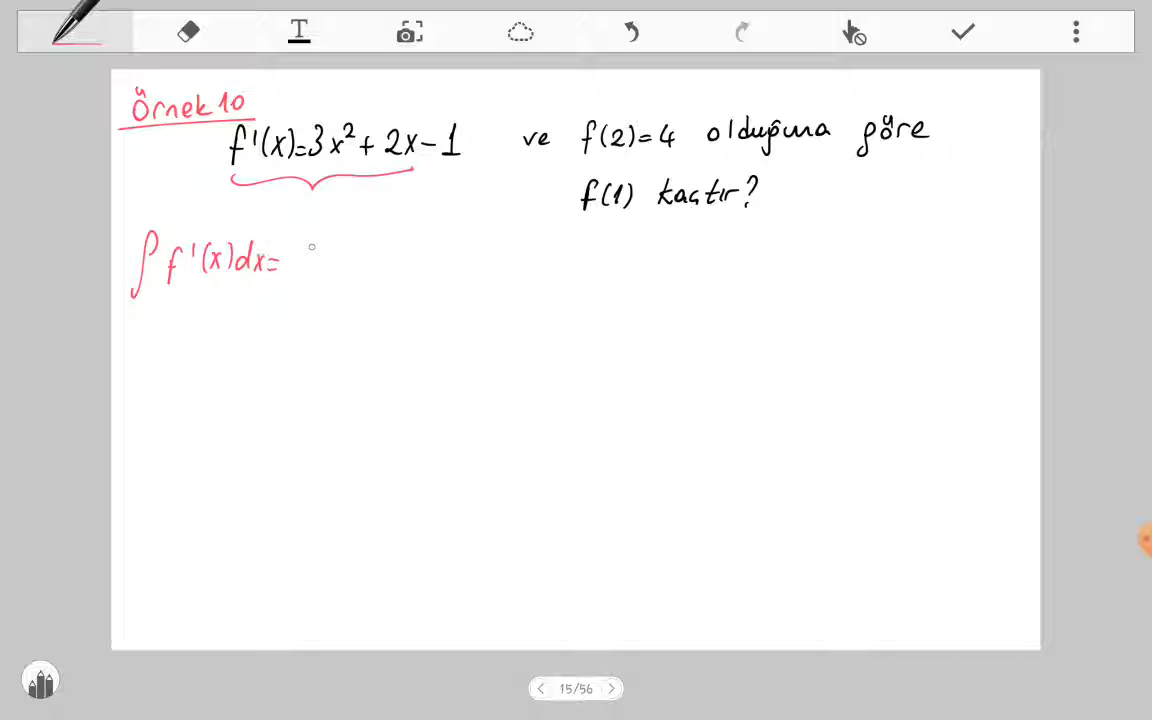 Örnek 10
f'(x)=3x²+2x-1 ve f(2)=4 olduğuna göre
f(1) kaçtır?
∫f'(x)dx=
15/56